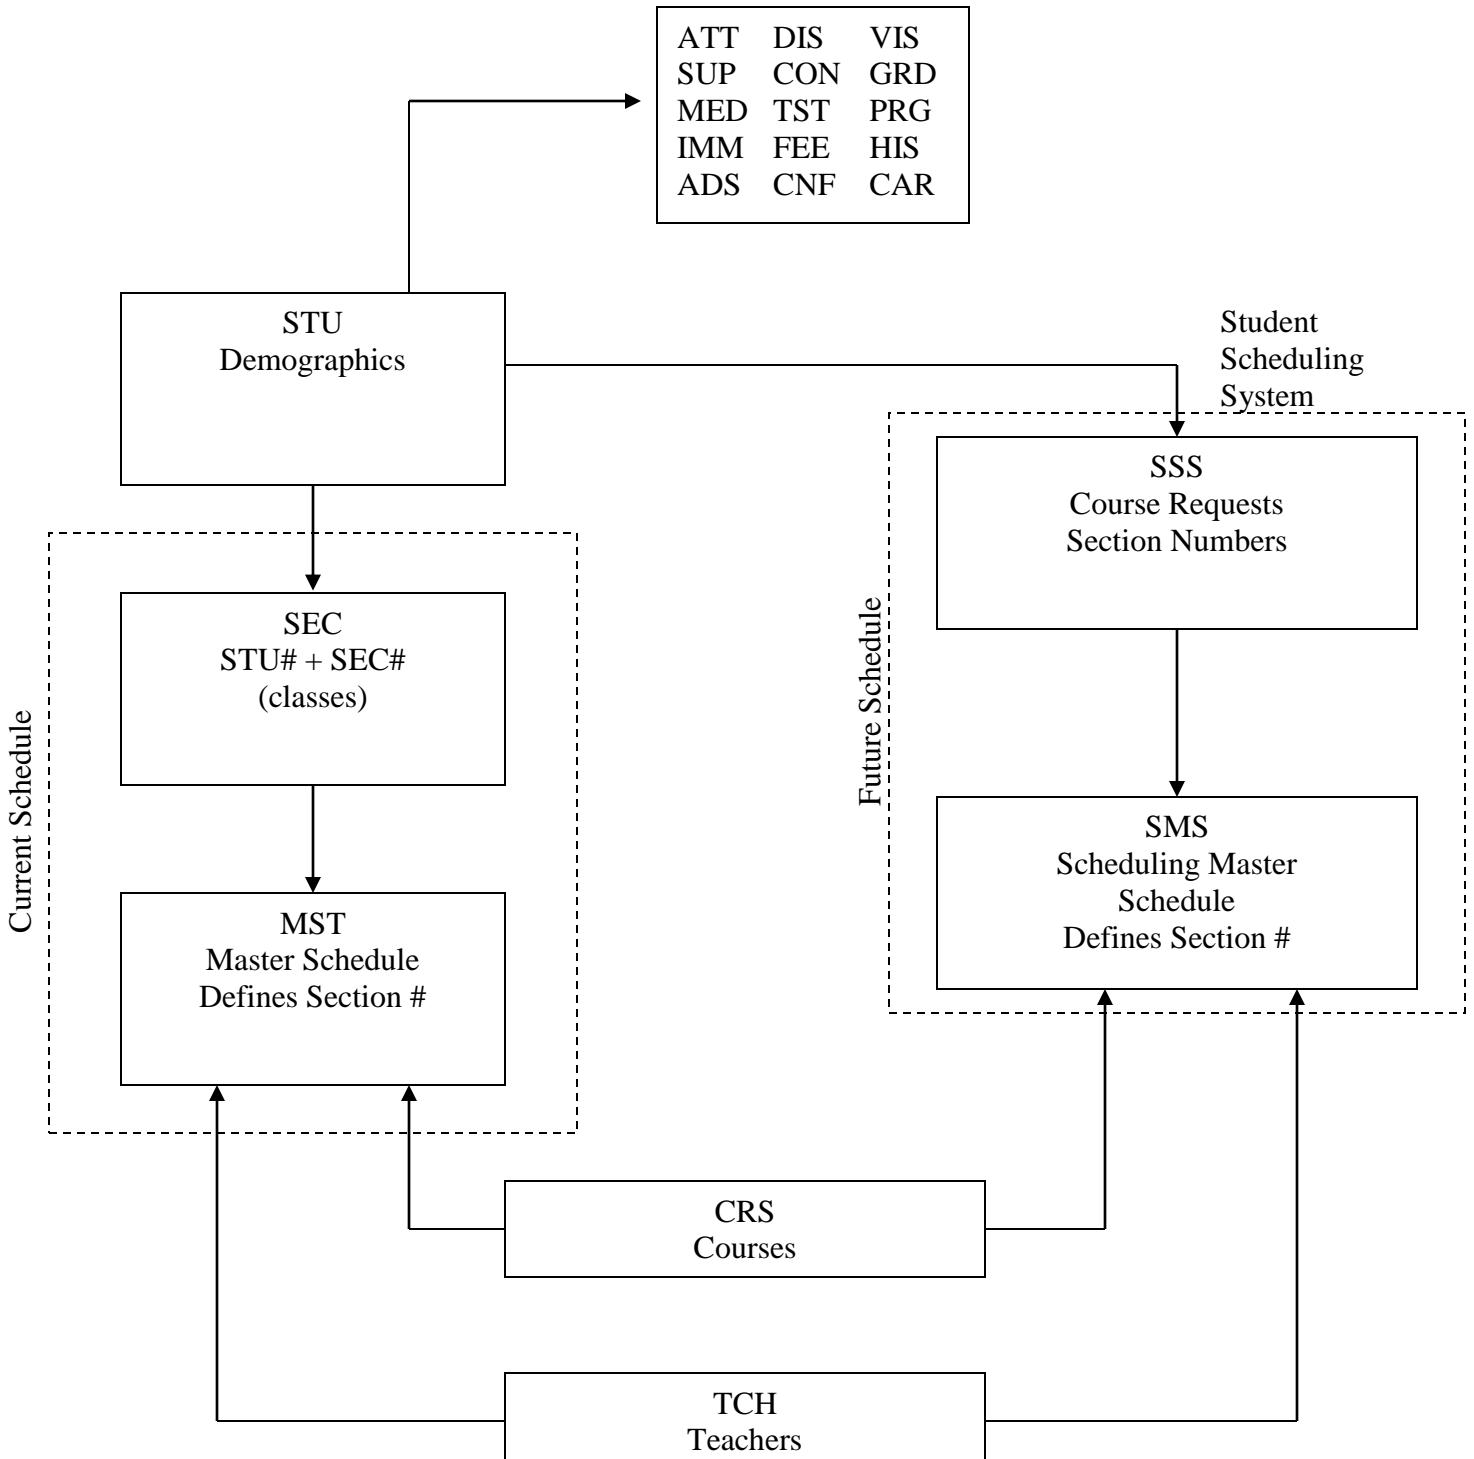 ATT DIS VIS
SUP CON GRD
MED TST PRG
IMM FEE HIS
ADS CNF CAR
STU
Demographics
Student
Scheduling
System
SSS
Course Requests
Section Numbers
SEC
STU# + SEC#
(classes)
Future Schedule
Current Schedule
SMS
Scheduling Master
Schedule
Defines Section #
MST
Master Schedule
Defines Section #
CRS
Courses
TCH
Teachers